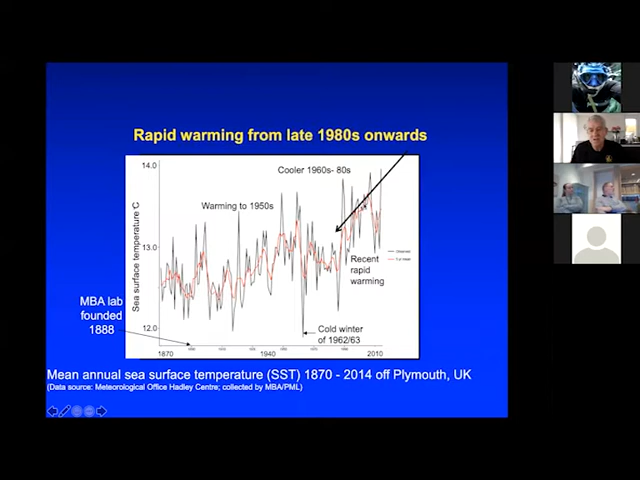 Rapid warming from late 1980s onwards
14.0
Cooler 1960s- 80s
Warming to 1950s
Sea surface temperature °C
13.0
Recent
rapid
warming
MBA lab
founded
1888
12.0
Cold winter
of 1962/63
1870
1940
2010
Mean annual sea surface temperature (SST) 1870 - 2014 off Plymouth, UK
(Data source: Meteorological Office Hadley Centre; collected by MBA/PML)